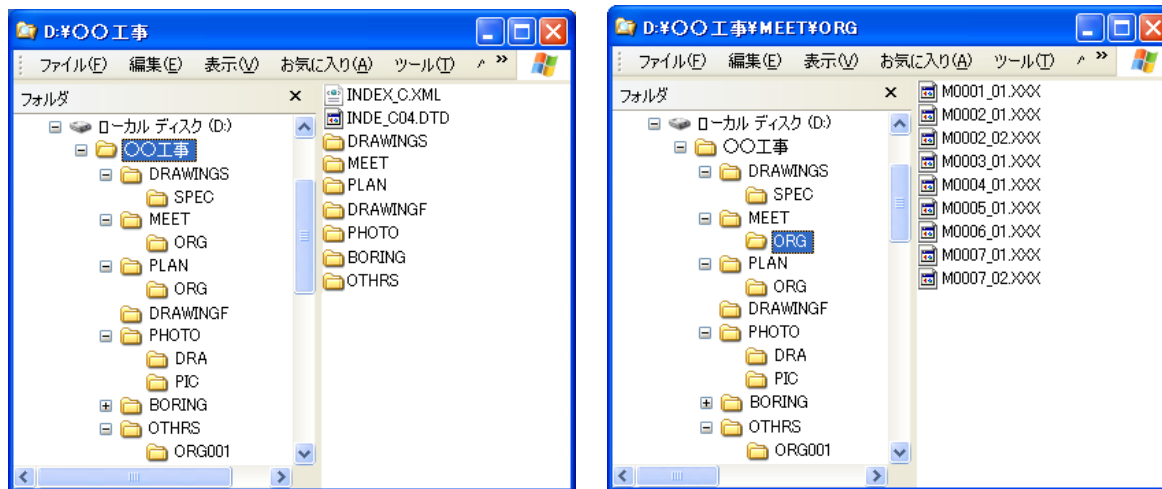 D:¥〇〇工事
ファイル(F) 編集(E) 表示(V) お気に入り(A) ツール(T) »
フォルダ ×
ローカル ディスク (D:)
〇〇工事
DRAWINGS
SPEC
MEET
ORG
PLAN
ORG
DRAWINGF
PHOTO
DRA
PIC
BORING
OTHRS
ORG001
INDEX_C.XML
INDE_C04.DTD
DRAWINGS
MEET
PLAN
DRAWINGF
PHOTO
BORING
OTHRS
D:¥〇〇工事¥MEET¥ORG
ファイル(F) 編集(E) 表示(V) お気に入り(A) ツール(T) »
フォルダ ×
ローカル ディスク (D:)
〇〇工事
DRAWINGS
SPEC
MEET
ORG
PLAN
ORG
DRAWINGF
PHOTO
DRA
PIC
BORING
OTHRS
ORG001
M0001_01.XXX
M0002_01.XXX
M0002_02.XXX
M0003_01.XXX
M0004_01.XXX
M0005_01.XXX
M0006_01.XXX
M0007_01.XXX
M0007_02.XXX